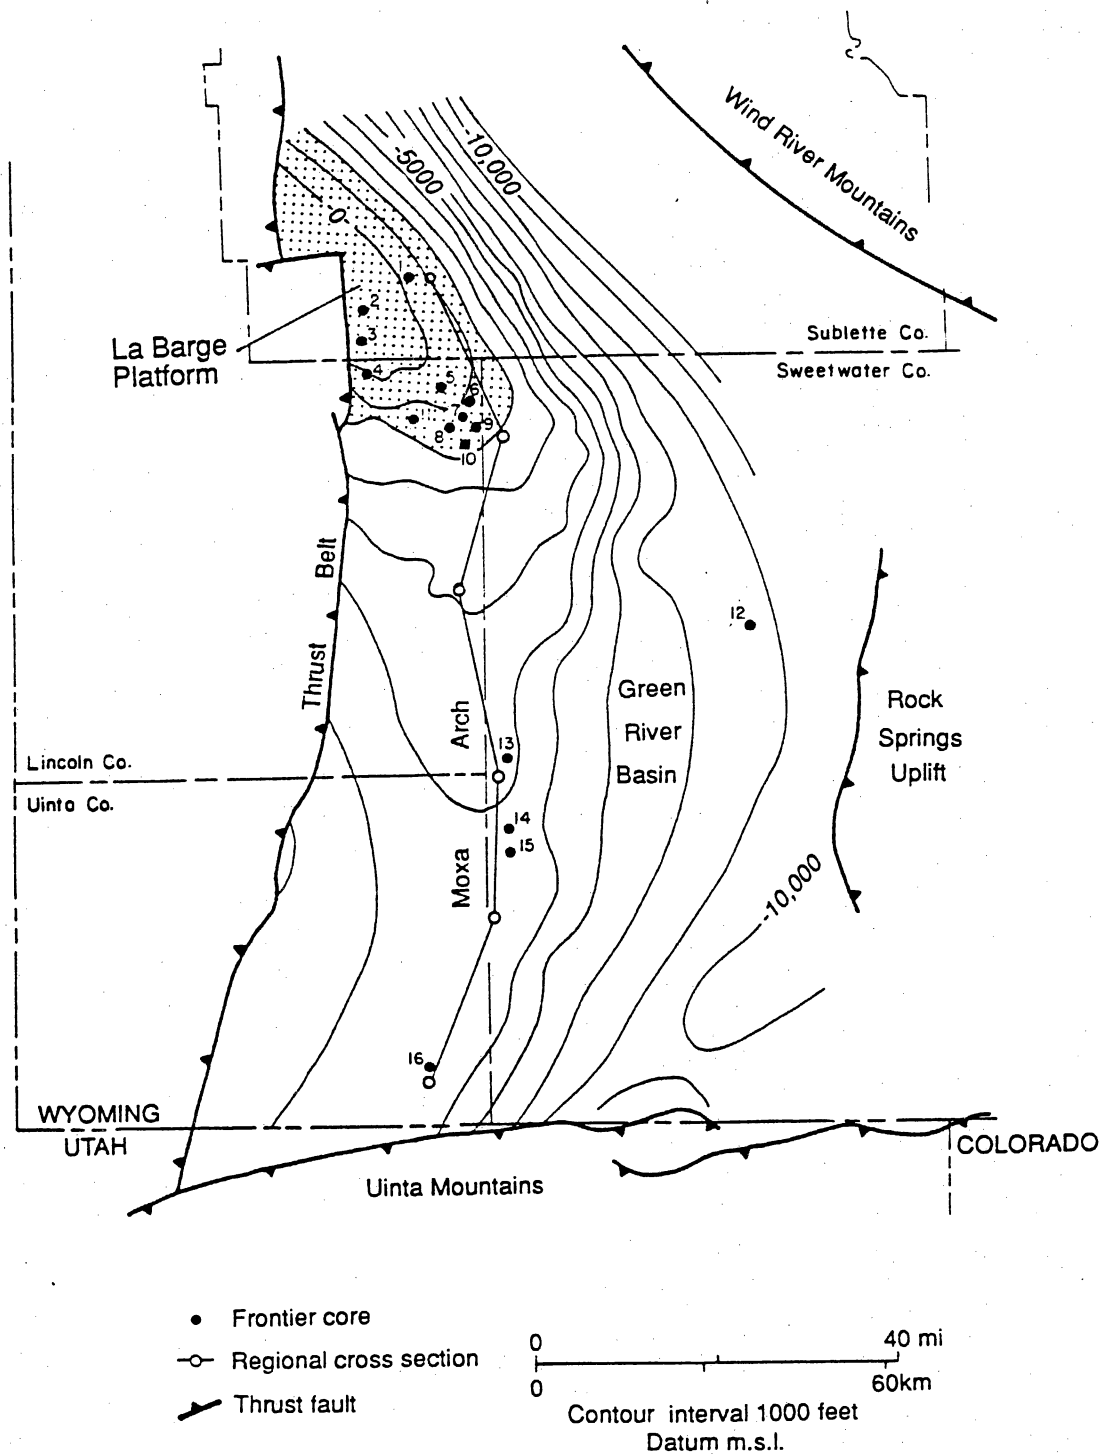 -10,000
-5000
Wind River Mountains
-0-
1
2
3
La Barge
Platform
Sublette Co.
Sweetwater Co.
4
5
6
7
11
8
9
10
Thrust Belt
12
Green
River
Basin
Rock
Springs
Uplift
Moxa Arch
13
Lincoln Co.
Uinta Co.
14
15
-10,000
16
WYOMING
UTAH
COLORADO
Uinta Mountains
Frontier core
Regional cross section
Thrust fault
0 40 mi
0 60km
Contour interval 1000 feet
Datum m.s.l.